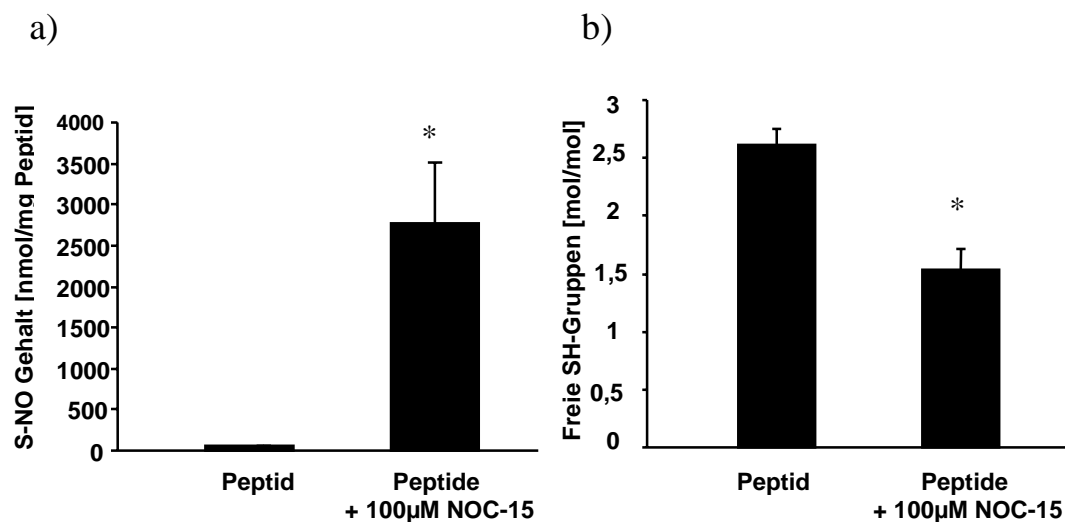 a)
S-NO Gehalt [nmol/mg Peptid]
4000
3500
3000
2500
2000
1500
1000
500
0
*
Peptid
Peptide
+ 100µM NOC-15
b)
Freie SH-Gruppen [mol/mol]
3
2,5
2
1,5
1
0,5
0
*
Peptid
Peptide
+ 100µM NOC-15